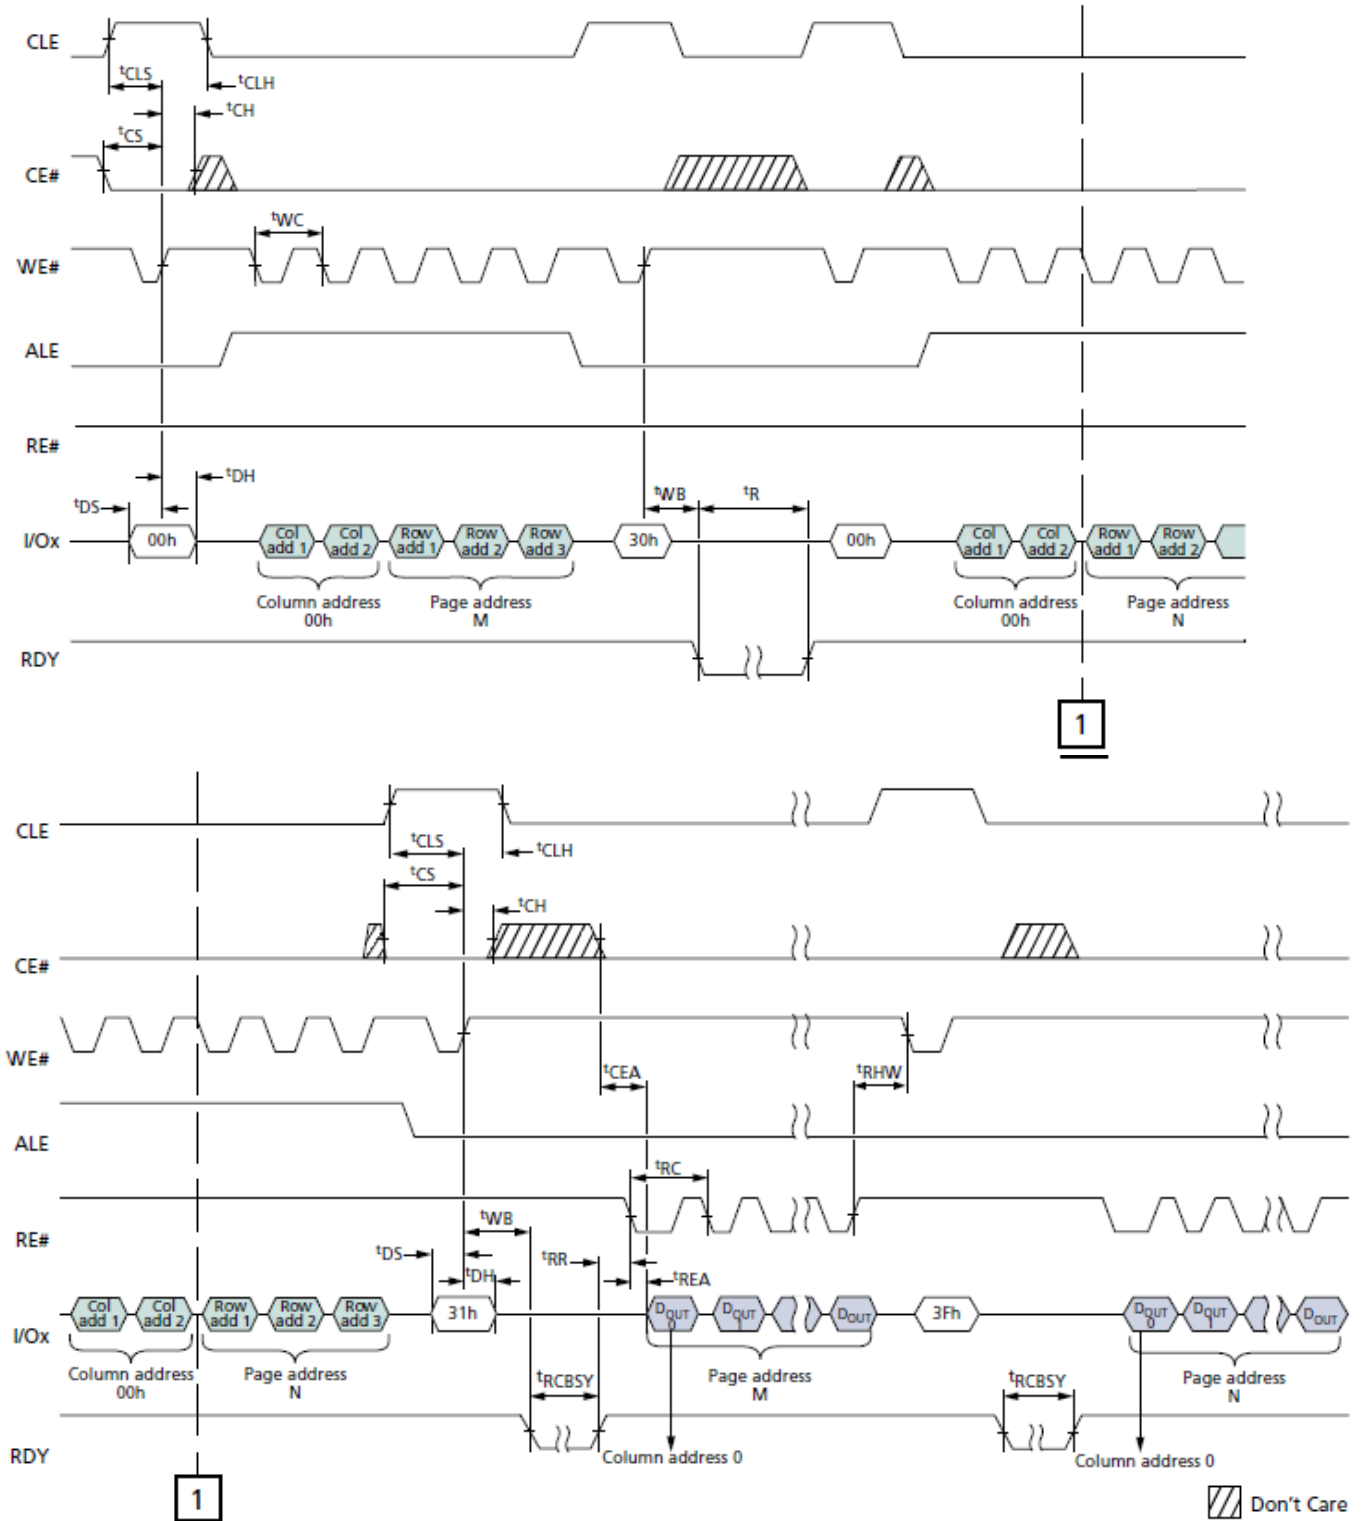 CLE
tCLS
tCLH
tCH
tCS
CE#
tWC
WE#
ALE
RE#
tDH
tDS
tWB
tR
I/Ox
00h
Col add 1
Col add 2
Row add 1
Row add 2
Row add 3
30h
00h
Col add 1
Col add 2
Row add 1
Row add 2
Column address
00h
Page address
M
Column address
00h
Page address
N
RDY
1
CLE
tCLS
tCLH
tCS
tCH
CE#
WE#
tCEA
tRHW
ALE
tRC
RE#
tWB
tDS
tRR
tDH
tREA
I/Ox
Col add 1
Col add 2
Row add 1
Row add 2
Row add 3
31h
DOUT 0
DOUT 1
DOUT
3Fh
DOUT 0
DOUT 1
DOUT
Column address
00h
Page address
N
tRCBSY
Page address
M
tRCBSY
Page address
N
RDY
Column address 0
Column address 0
1
Don't Care